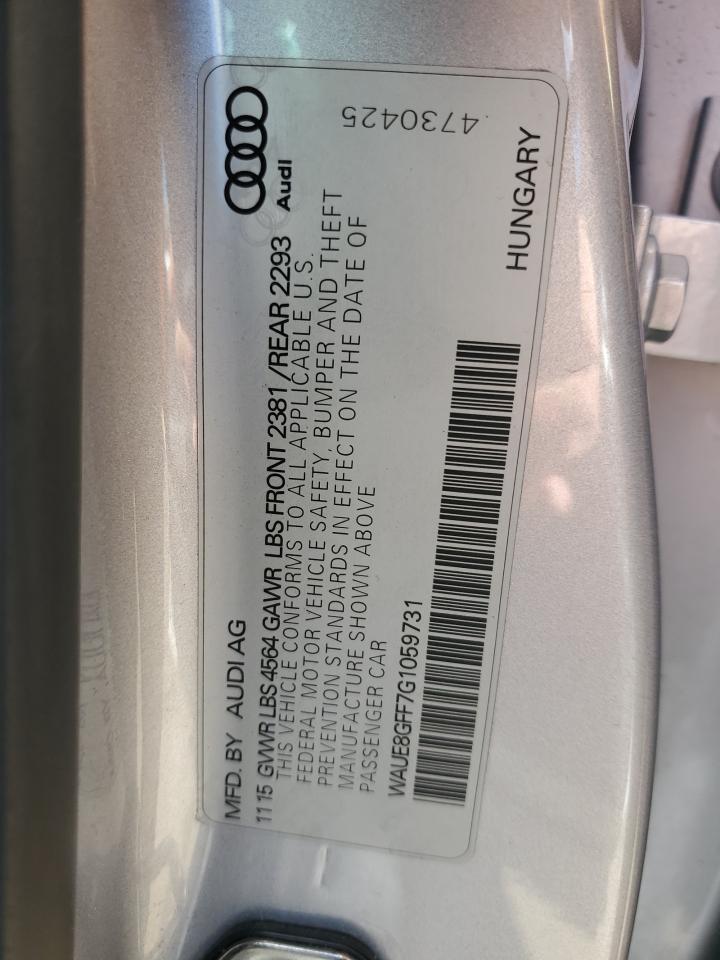 MFD. BY AUDI AG
Audi
11 15 GVWR LBS 4564 GAWR LBS FRONT 2381 /REAR 2293
THIS VEHICLE CONFORMS TO ALL APPLICABLE U.S.
FEDERAL MOTOR VEHICLE SAFETY, BUMPER AND THEFT
PREVENTION STANDARDS IN EFFECT ON THE DATE OF
MANUFACTURE SHOWN ABOVE
PASSENGER CAR
WAUE8GFF7G1059731
4730425
HUNGARY